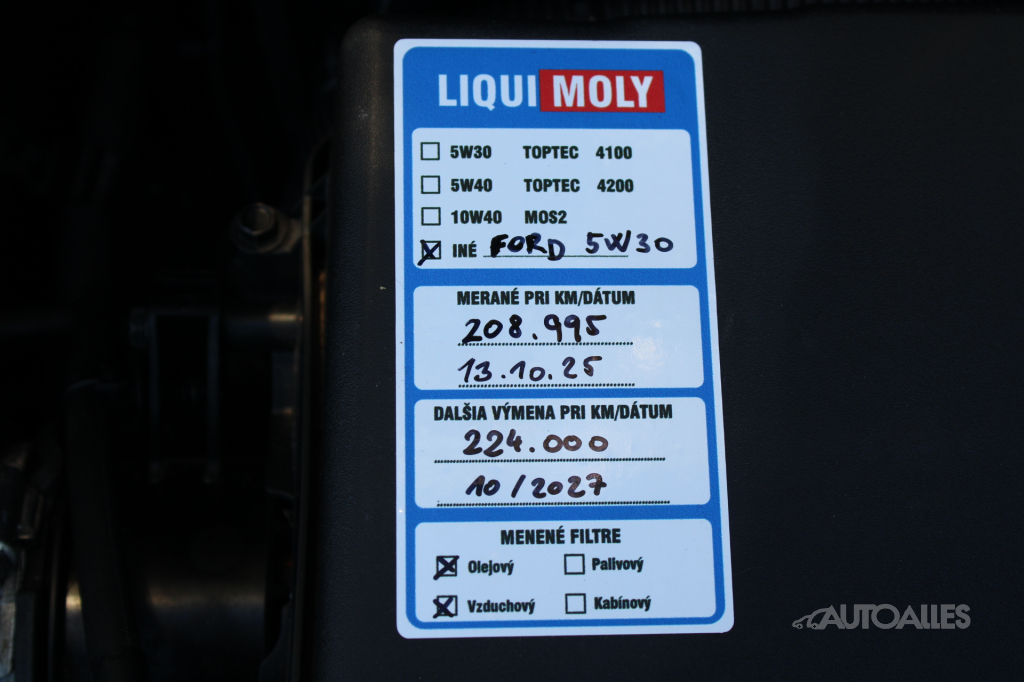 LIQUI MOLY
5W30 TOPTEC 4100
5W40 TOPTEC 4200
10W40 MOS2
INÉ FORD 5W30
MERANÉ PRI KM/DÁTUM
208.995
13.10.25
DALŠIA VÝMENA PRI KM/DÁTUM
224.000
10/2027
MENENÉ FILTRE
Olejový Palivový
Vzduchový Kabínový
AUTOALLES